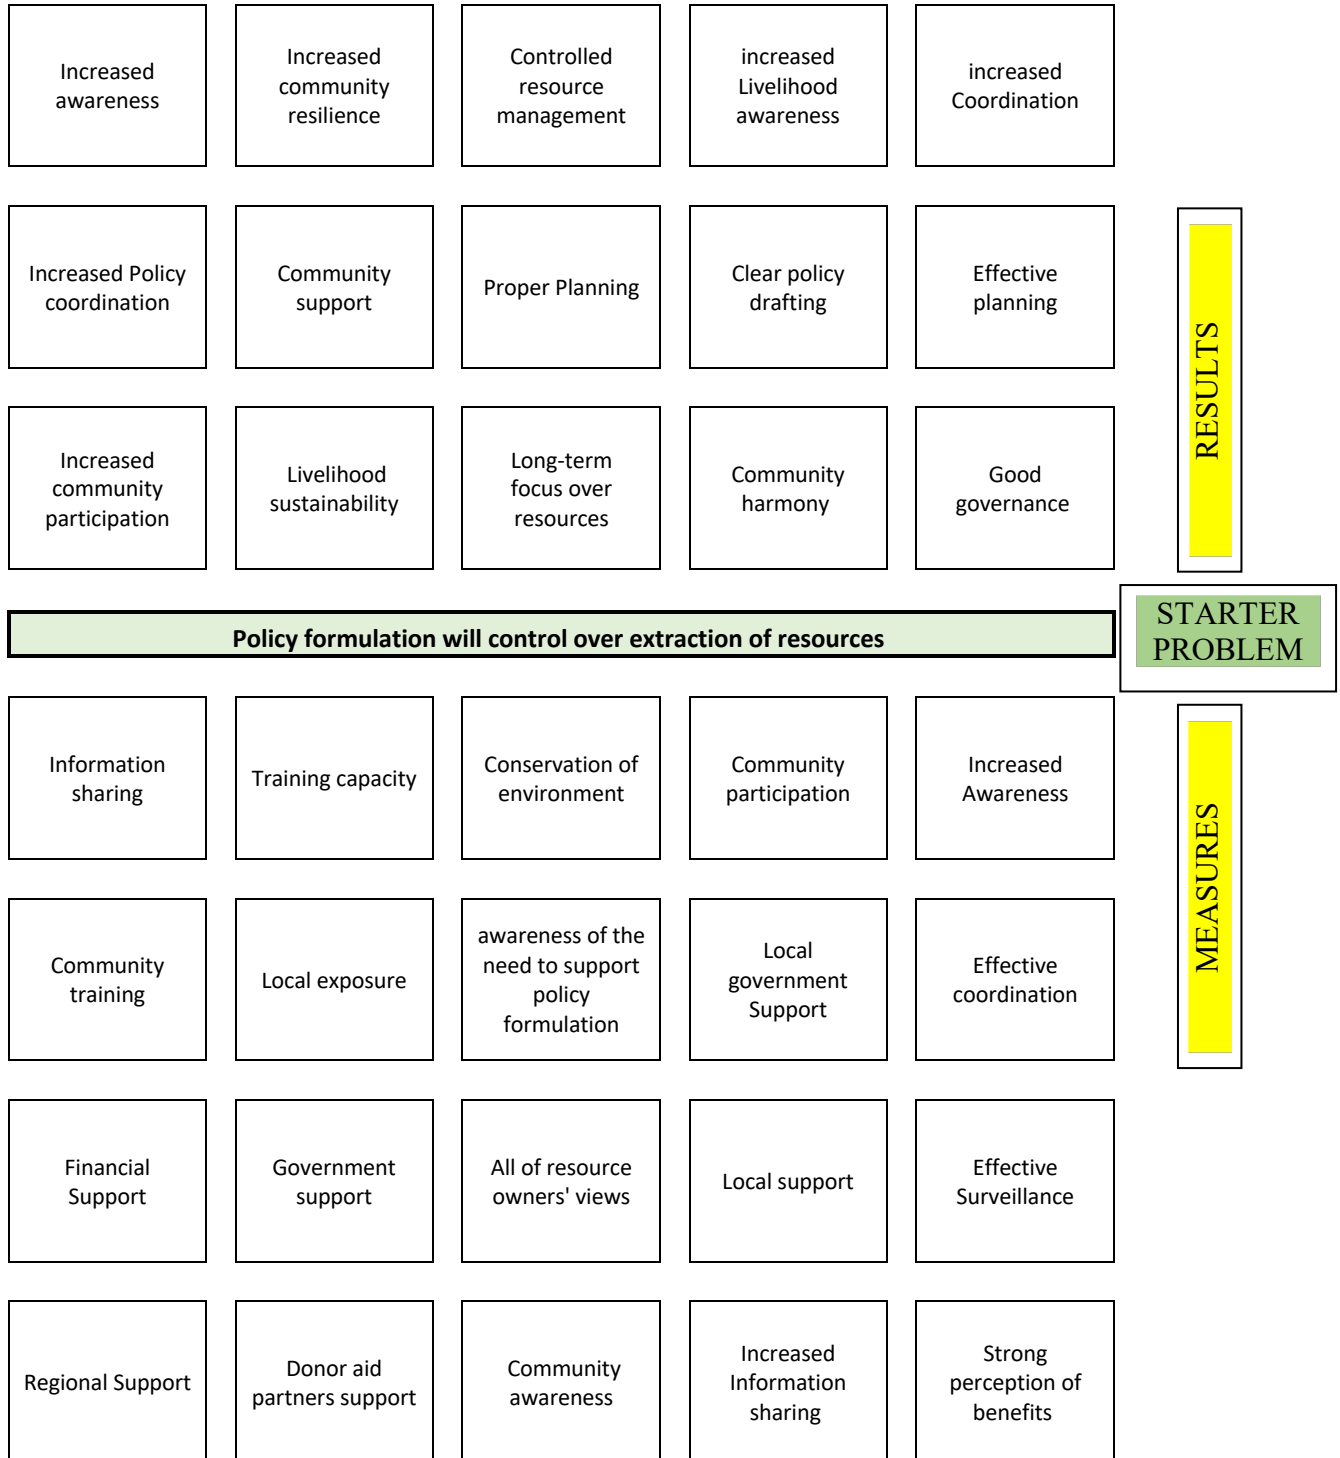 Increased
awareness
Increased
community
resilience
Controlled
resource
management
increased
Livelihood
awareness
increased
Coordination
Increased Policy
coordination
Community
support
Proper Planning
Clear policy
drafting
Effective
planning
RESULTS
Increased
community
participation
Livelihood
sustainability
Long-term
focus over
resources
Community
harmony
Good
governance
Policy formulation will control over extraction of resources
STARTER
PROBLEM
Information
sharing
Training capacity
Conservation of
environment
Community
participation
Increased
Awareness
MEASURES
Community
training
Local exposure
awareness of the
need to support
policy
formulation
Local
government
Support
Effective
coordination
Financial
Support
Government
support
All of resource
owners' views
Local support
Effective
Surveillance
Regional Support
Donor aid
partners support
Community
awareness
Increased
Information
sharing
Strong
perception of
benefits